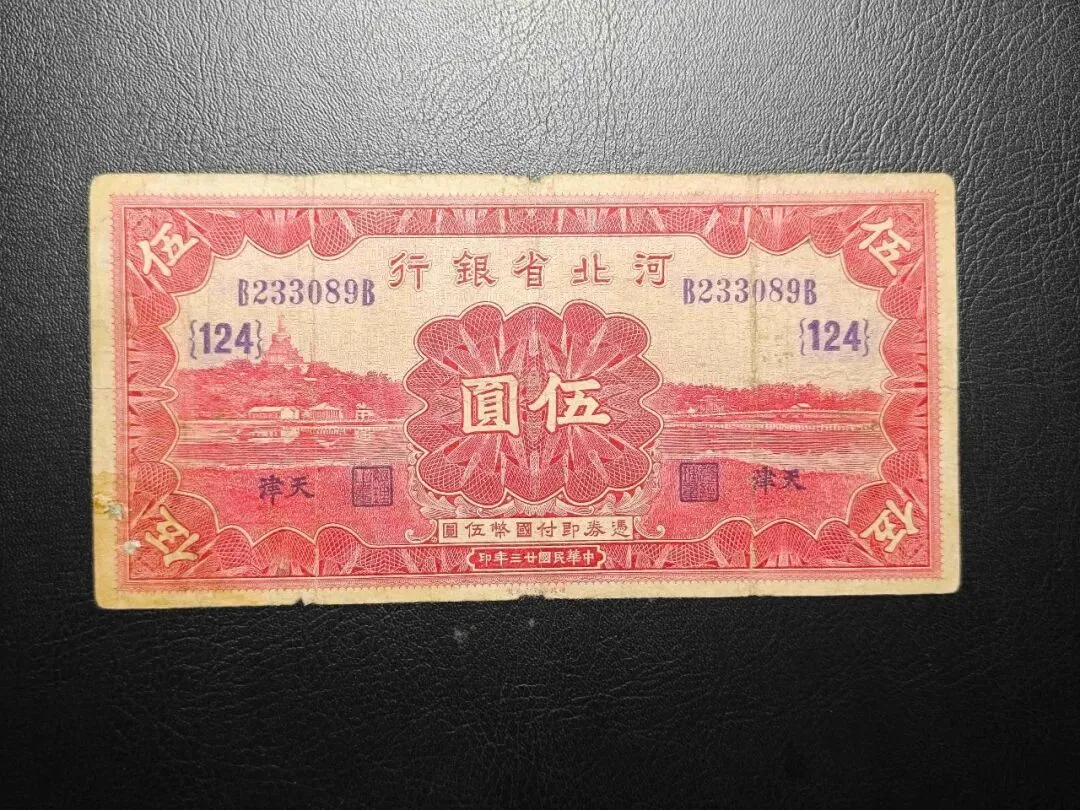 伍
伍
河北省銀行
B233089B
B233089B
{124}
{124}
伍圓
天津
天津
憑券即付國幣伍圓
中華民國廿三年印
伍
伍